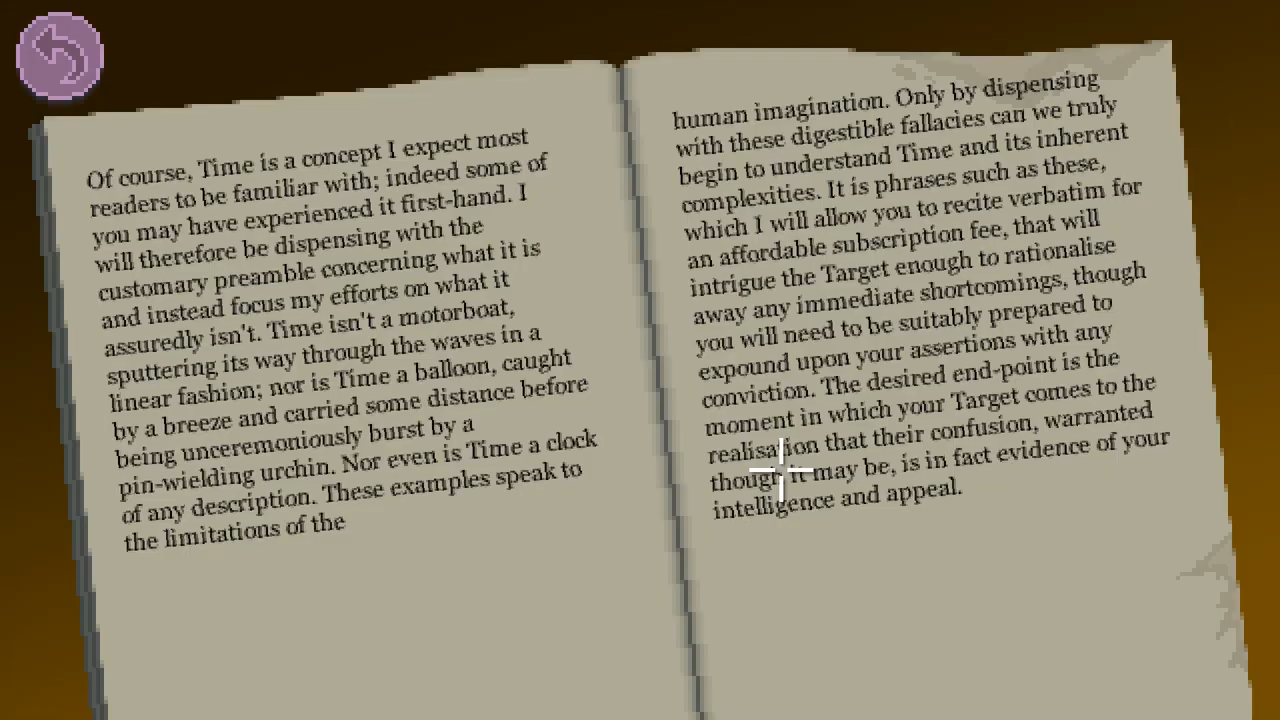 Of course, Time is a concept I expect most
readers to be familiar with; indeed some of
you may have experienced it first-hand. I
will therefore be dispensing with the
customary preamble concerning what it is
and instead focus my efforts on what it
assuredly isn't. Time isn't a motorboat,
sputtering its way through the waves in a
linear fashion; nor is Time a balloon, caught
by a breeze and carried some distance before
being unceremoniously burst by a
pin-wielding urchin. Nor even is Time a clock
of any description. These examples speak to
the limitations of the
human imagination. Only by dispensing
with these digestible fallacies can we truly
begin to understand Time and its inherent
complexities. It is phrases such as these,
which I will allow you to recite verbatim for
an affordable subscription fee, that will
intrigue the Target enough to rationalise
away any immediate shortcomings, though
you will need to be suitably prepared to
expound upon your assertions with any
conviction. The desired end-point is the
moment in which your Target comes to the
realisation that their confusion, warranted
though it may be, is in fact evidence of your
intelligence and appeal.